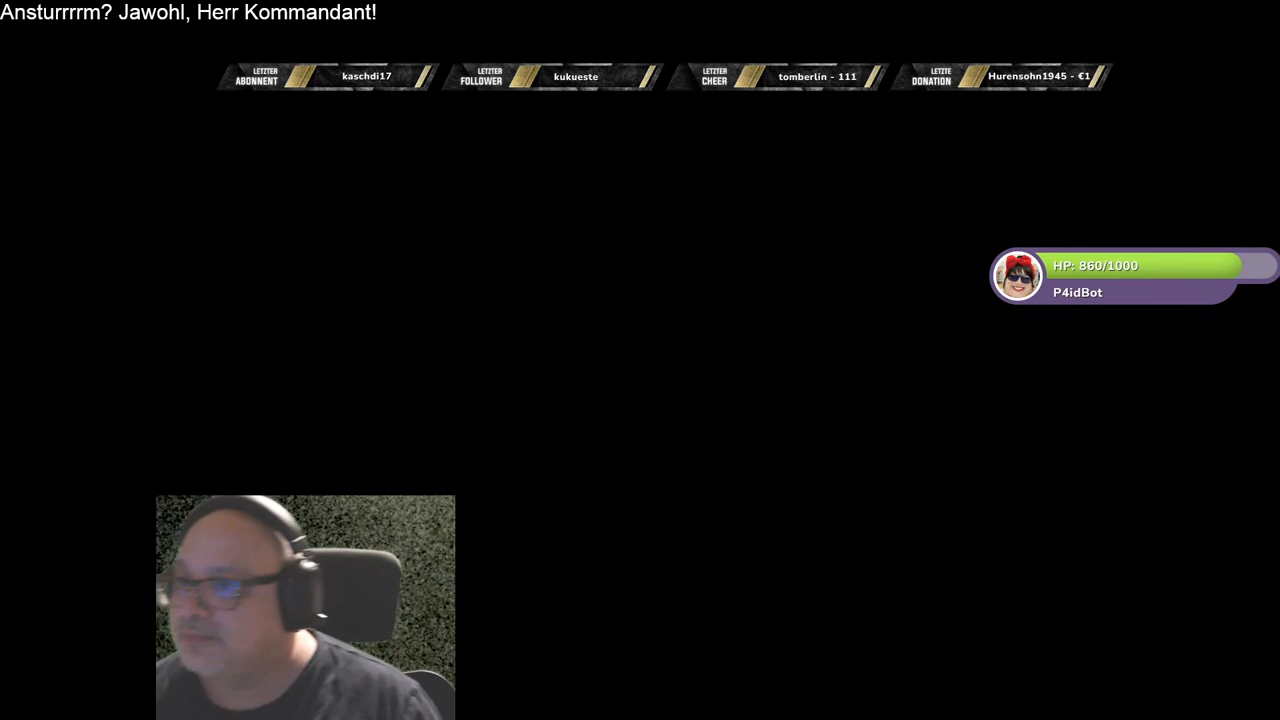 Ansturrrrm? Jawohl, Herr Kommandant!
LETZTER ABONNENT kaschdi17
LETZTER FOLLOWER kukueste
LETZTER CHEER tomberlin - 111
LETZTE DONATION Hurensohn1945 - €1
HP: 860/1000
P4idBot